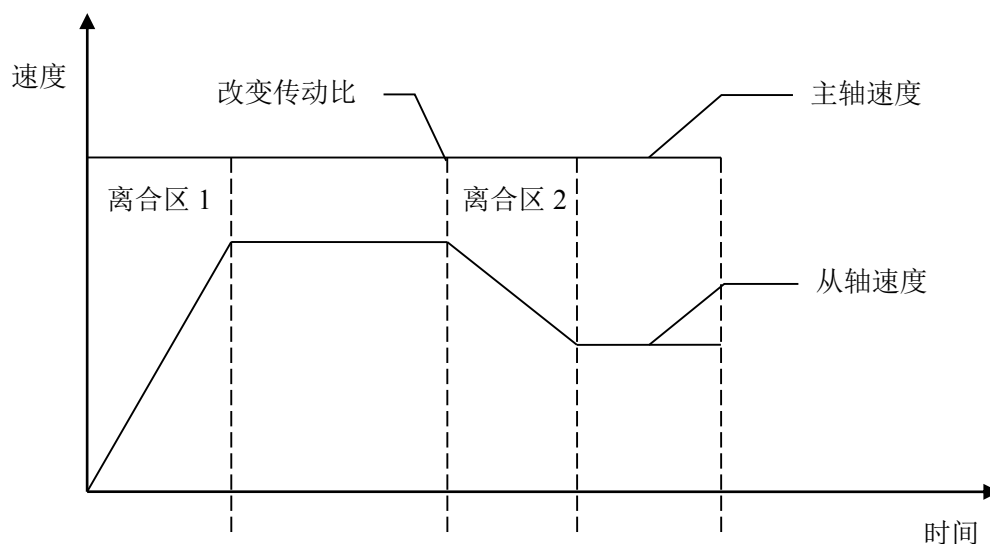 速度
改变传动比
主轴速度
离合区 1
离合区 2
从轴速度
时间